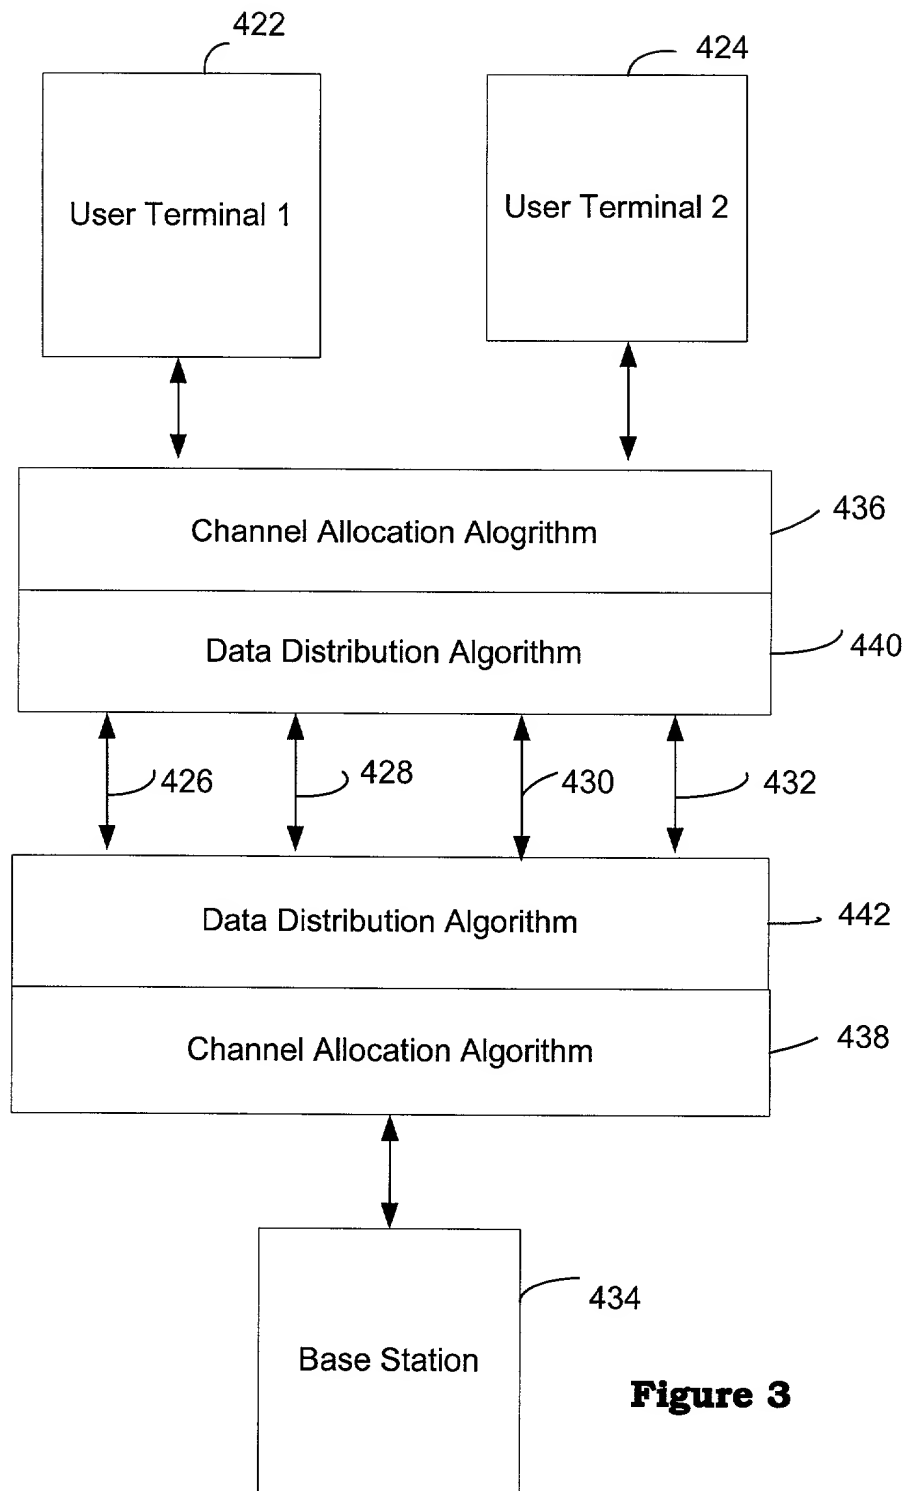 422
424
User Terminal 1
User Terminal 2
Channel Allocation Alogrithm
436
Data Distribution Algorithm
440
426
428
430
432
Data Distribution Algorithm
442
Channel Allocation Algorithm
438
434
Base Station
Figure 3